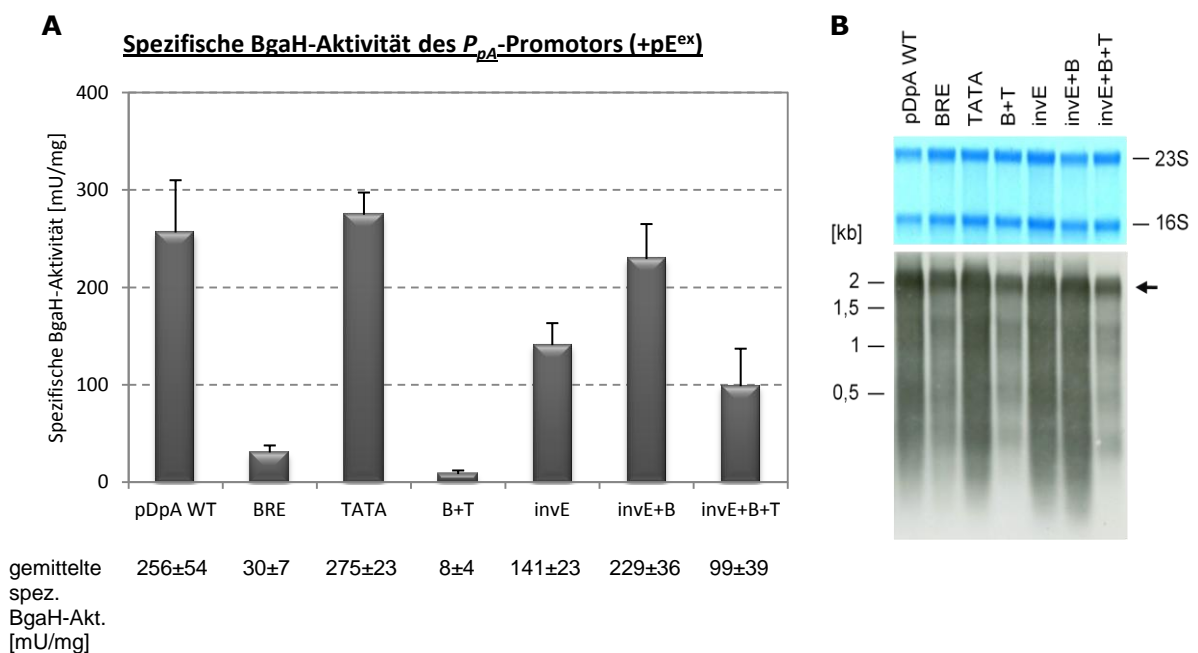 A
Spezifische BgaH-Aktivität des PpA-Promotors (+pEex)
Spezifische BgaH-Aktivität [mU/mg]
400
300
200
100
0
pDpA WT BRE TATA B+T invE invE+B invE+B+T
gemittelte 256±54 30±7 275±23 8±4 141±23 229±36 99±39
spez.
BgaH-Akt.
[mU/mg]
B
pDpA WT
BRE
TATA
B+T
invE
invE+B
invE+B+T
23S
16S
[kb]
2
1,5
1
0,5